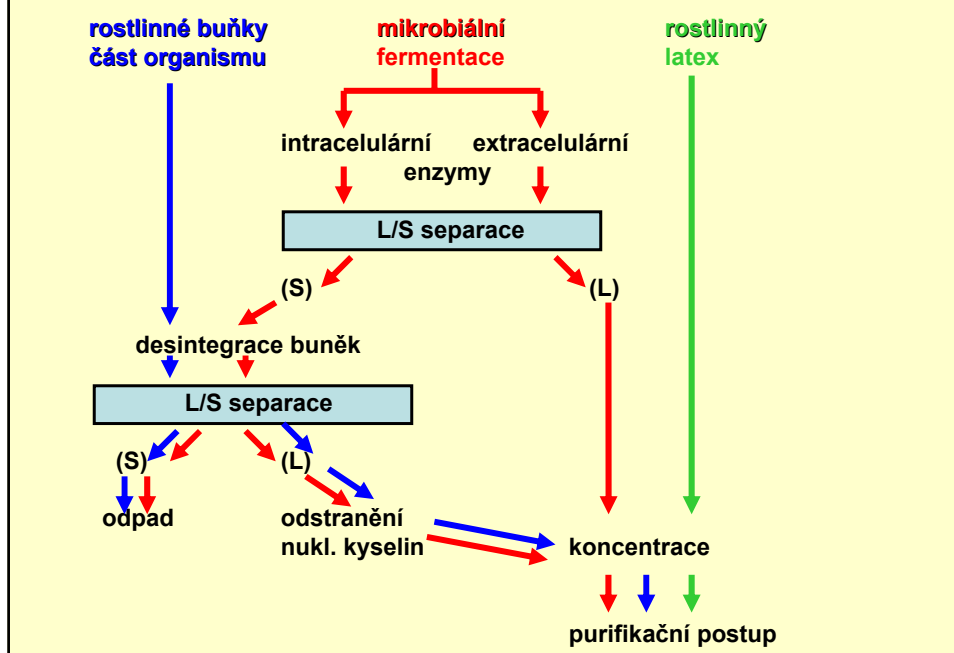 rostlinné buňky
část organismu
mikrobiální
fermentace
rostlinný
latex
intracelulární
extracelulární
enzymy
L/S separace
(S)
(L)
desintegrace buněk
L/S separace
(S)
(L)
odpad
odstranění
nukl. kyselin
koncentrace
purifikační postup